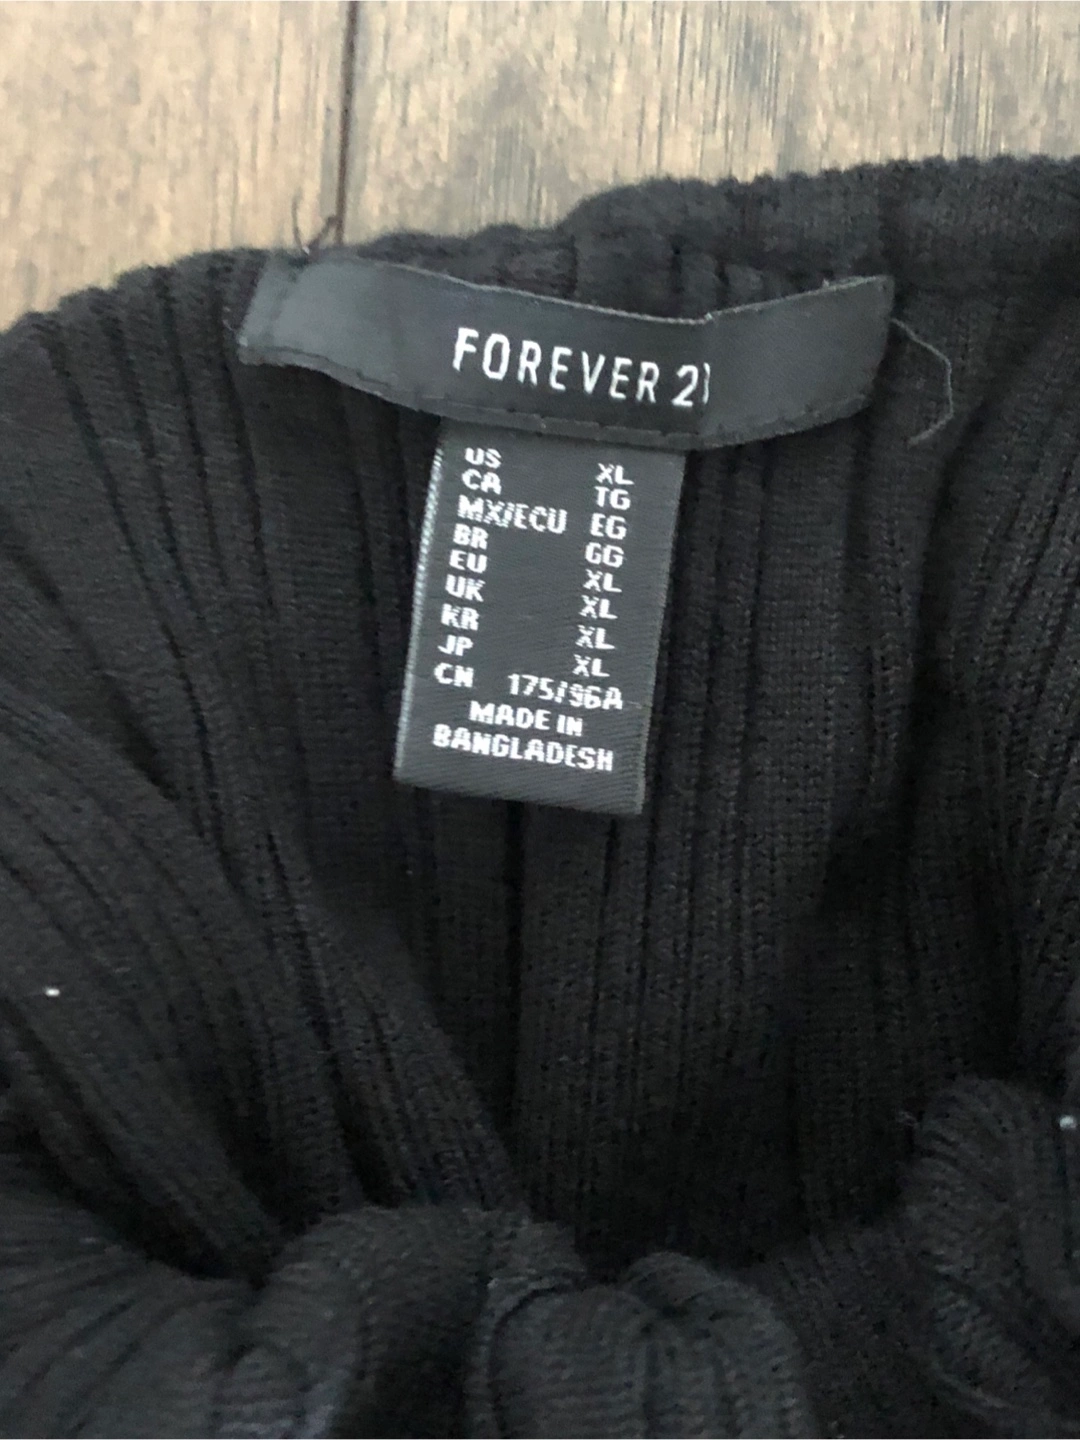 FOREVER 21
US XL
CA TG
MX/ECU EG
BR GG
EU XL
UK XL
KR XL
JP XL
CN 175/96A
MADE IN
BANGLADESH